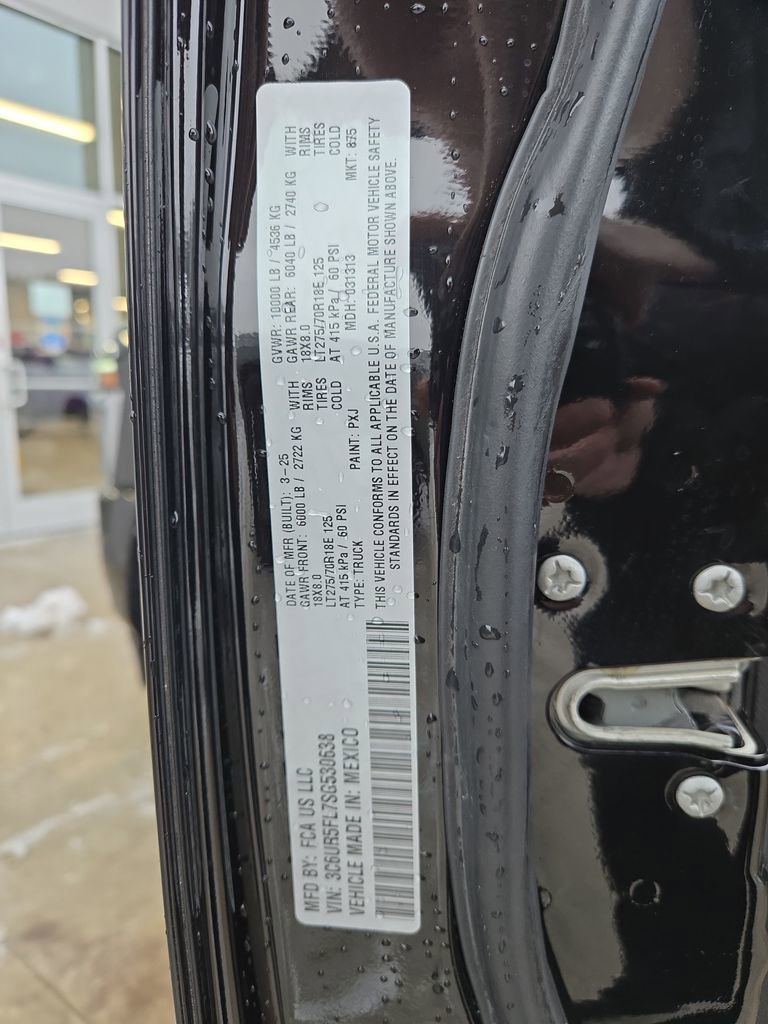 MFD BY: FCA US LLC
DATE OF MFR (BUILT): 3-25
GVWR: 10000 LB / 4536 KG
VIN: 3C6UR5FL7SG530638
GAWR FRONT: 6000 LB / 2722 KG WITH
GAWR REAR: 6040 LB / 2740 KG WITH
VEHICLE MADE IN: MEXICO
18X8.0 RIMS
18X8.0 RIMS
LT275/70R18E 125 TIRES
LT275/70R18E 125 TIRES
AT 415 kPa / 60 PSI COLD
AT 415 kPa / 60 PSI COLD
TYPE: TRUCK PAINT: PXJ MDH: 031313 MKT: 875
THIS VEHICLE CONFORMS TO ALL APPLICABLE U.S.A. FEDERAL MOTOR VEHICLE SAFETY
STANDARDS IN EFFECT ON THE DATE OF MANUFACTURE SHOWN ABOVE.